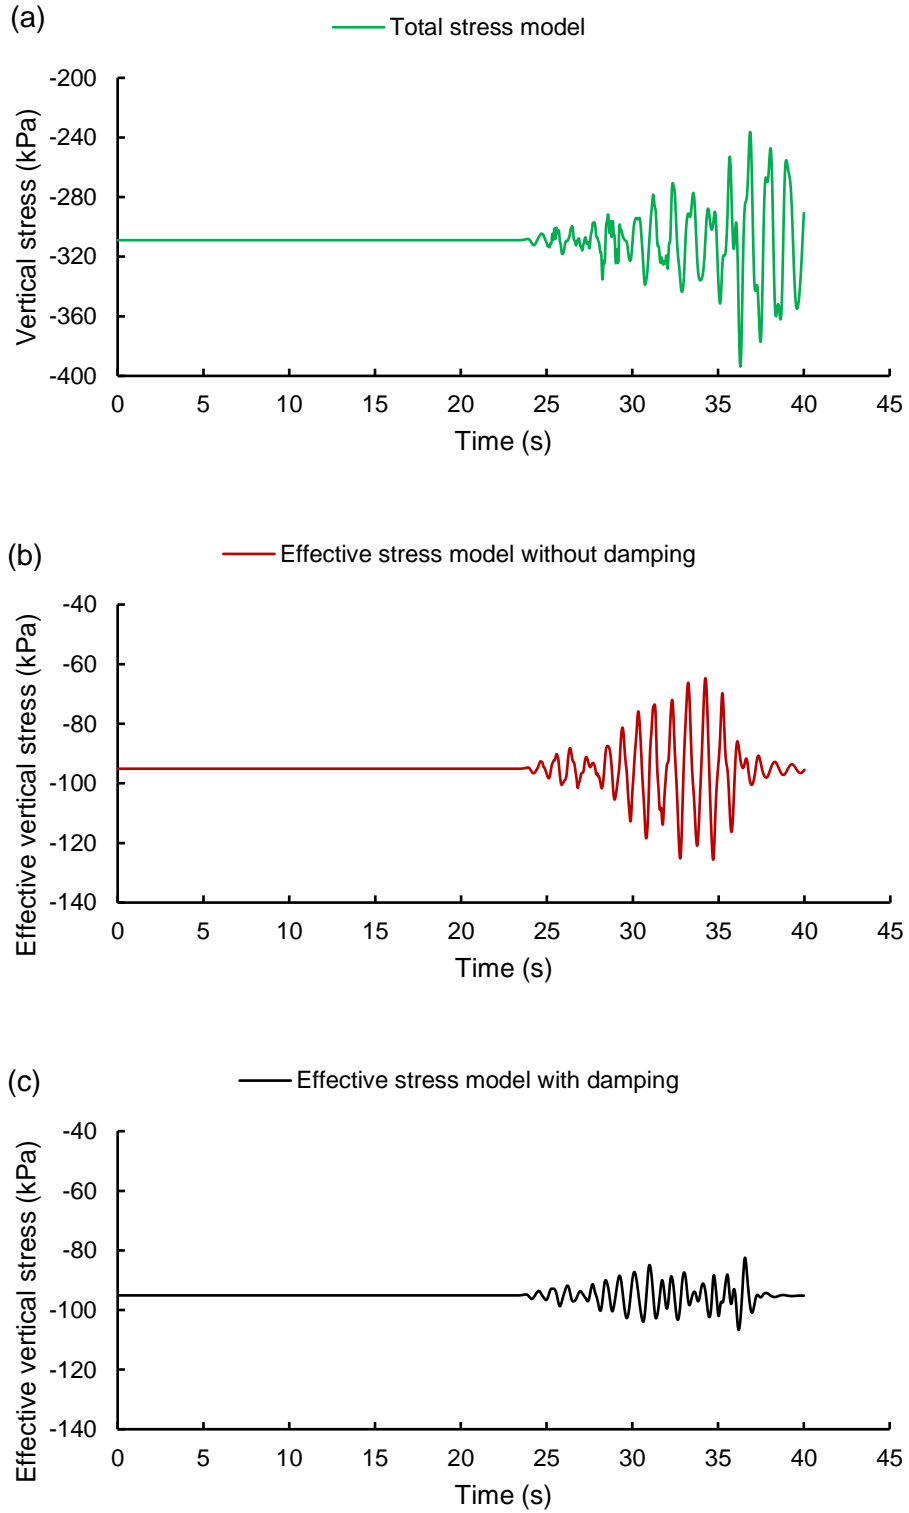 (a)
Total stress model
Vertical stress (kPa)
-200
-240
-280
-320
-360
-400
0 5 10 15 20 25 30 35 40 45
Time (s)
(b)
Effective stress model without damping
Effective vertical stress (kPa)
-40
-60
-80
-100
-120
-140
0 5 10 15 20 25 30 35 40 45
Time (s)
(c)
Effective stress model with damping
Effective vertical stress (kPa)
-40
-60
-80
-100
-120
-140
0 5 10 15 20 25 30 35 40 45
Time (s)